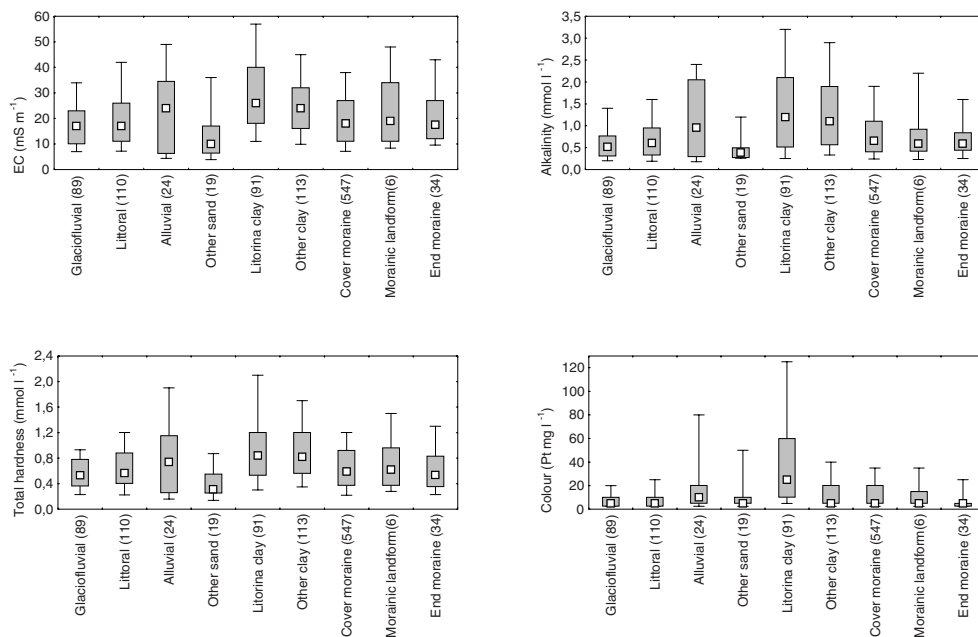 60
50
40
30
20
10
0
EC (mS m⁻¹)
Glaciofluvial (89)
Littoral (110)
Alluvial (24)
Other sand (19)
Litorina clay (91)
Other clay (113)
Cover moraine (547)
Morainic landform(6)
End moraine (34)
3,5
3,0
2,5
2,0
1,5
1,0
0,5
0,0
Alkalinity (mmol l⁻¹)
Glaciofluvial (89)
Littoral (110)
Alluvial (24)
Other sand (19)
Litorina clay (91)
Other clay (113)
Cover moraine (547)
Morainic landform(6)
End moraine (34)
2,4
2,0
1,6
1,2
0,8
0,4
0,0
Total hardness (mmol l⁻¹)
Glaciofluvial (89)
Littoral (110)
Alluvial (24)
Other sand (19)
Litorina clay (91)
Other clay (113)
Cover moraine (547)
Morainic landform(6)
End moraine (34)
120
100
80
60
40
20
0
Colour (Pt mg l⁻¹)
Glaciofluvial (89)
Littoral (110)
Alluvial (24)
Other sand (19)
Litorina clay (91)
Other clay (113)
Cover moraine (547)
Morainic landform(6)
End moraine (34)